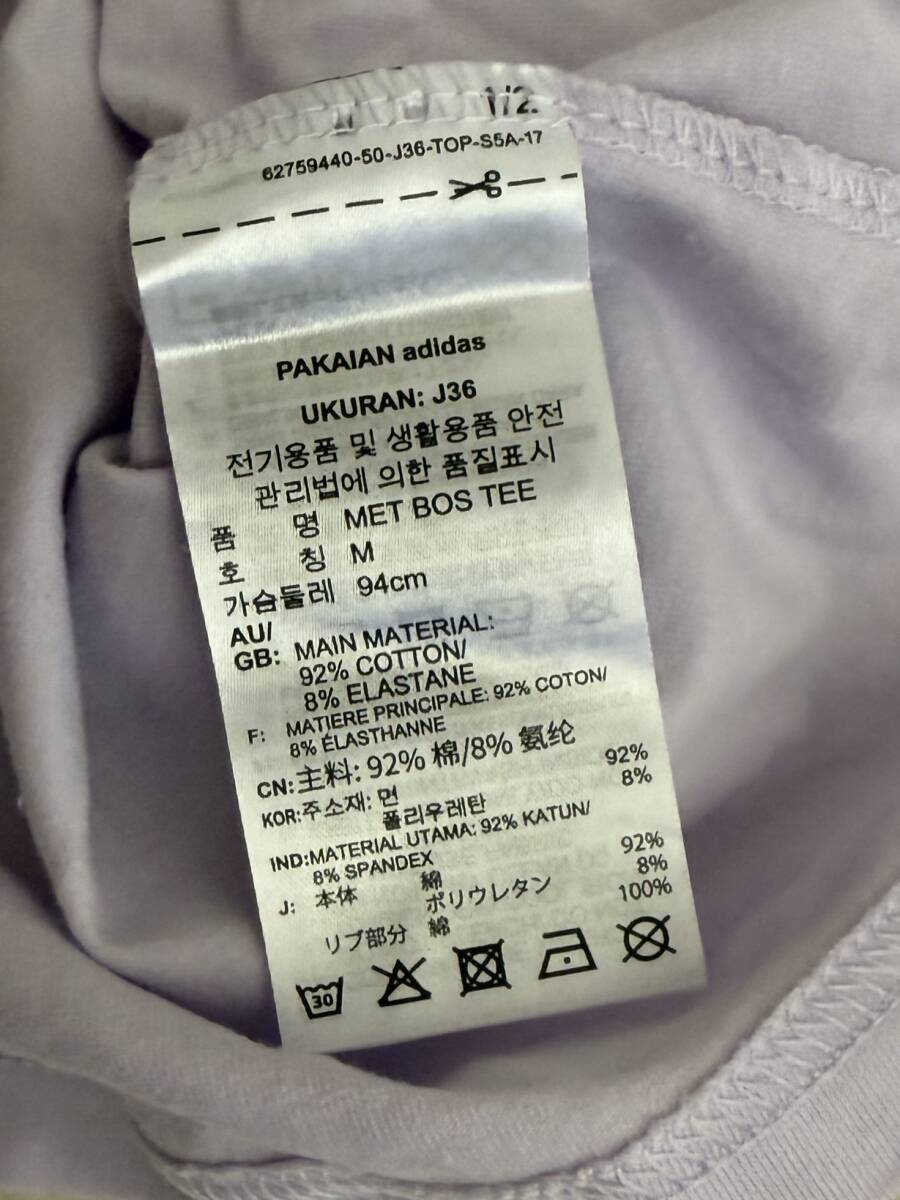 1/2.
62759440-50-J36-TOP-S5A-17
PAKAIAN adidas
UKURAN: J36
전기용품 및 생활용품 안전
관리법에 의한 품질표시
품 명 MET BOS TEE
호 칭 M
가슴둘레 94cm
AU/
GB: MAIN MATERIAL:
92% COTTON/
8% ELASTANE
F: MATIERE PRINCIPALE: 92% COTON/
8% ÉLASTHANNE
CN:主料: 92% 棉/8% 氨纶
KOR:주소재: 면 92%
폴리우레탄 8%
IND:MATERIAL UTAMA: 92% KATUN/
8% SPANDEX
J: 本体 綿 92%
ポリウレタン 8%
リブ部分 綿 100%
30